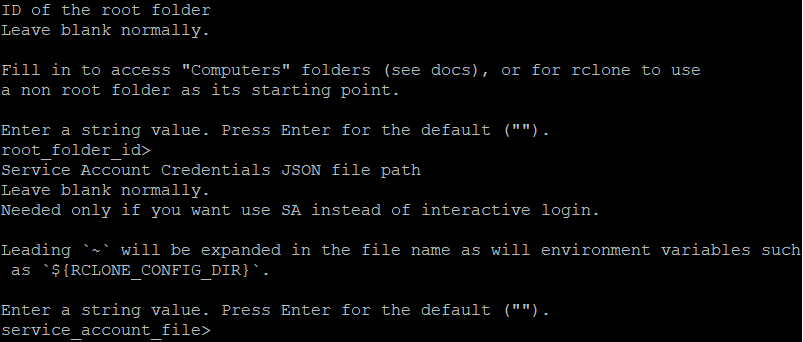 ID of the root folder
Leave blank normally.
Fill in to access "Computers" folders (see docs), or for rclone to use
a non root folder as its starting point.
Enter a string value. Press Enter for the default ("").
root_folder_id>
Service Account Credentials JSON file path
Leave blank normally.
Needed only if you want use SA instead of interactive login.
Leading `~` will be expanded in the file name as will environment variables such
as `${RCLONE_CONFIG_DIR}`.
Enter a string value. Press Enter for the default ("").
service_account_file>